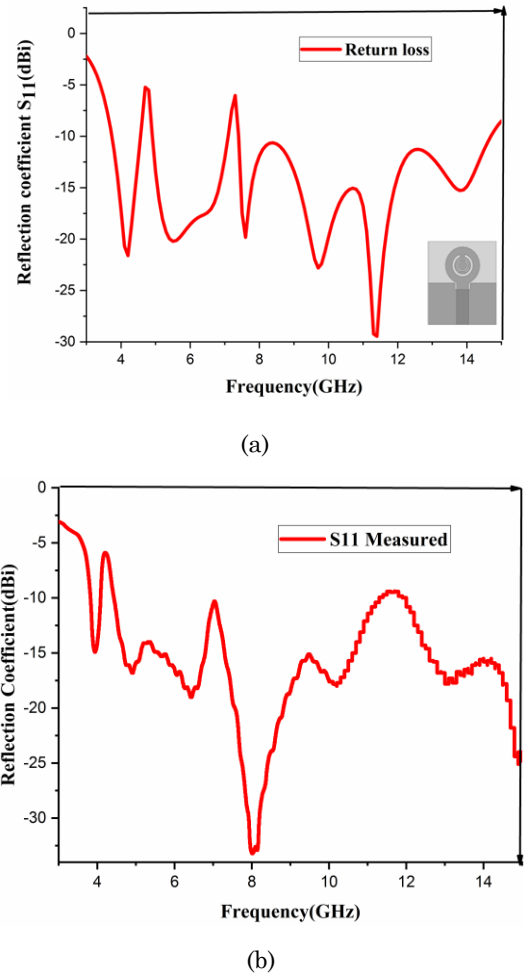 0
-5
-10
-15
-20
-25
-30
Reflection coefficient S11(dBi)
Return loss
4 6 8 10 12 14
Frequency(GHz)
(a)
0
-5
-10
-15
-20
-25
-30
Reflection Coefficient(dBi)
S11 Measured
4 6 8 10 12 14
Frequency(GHz)
(b)